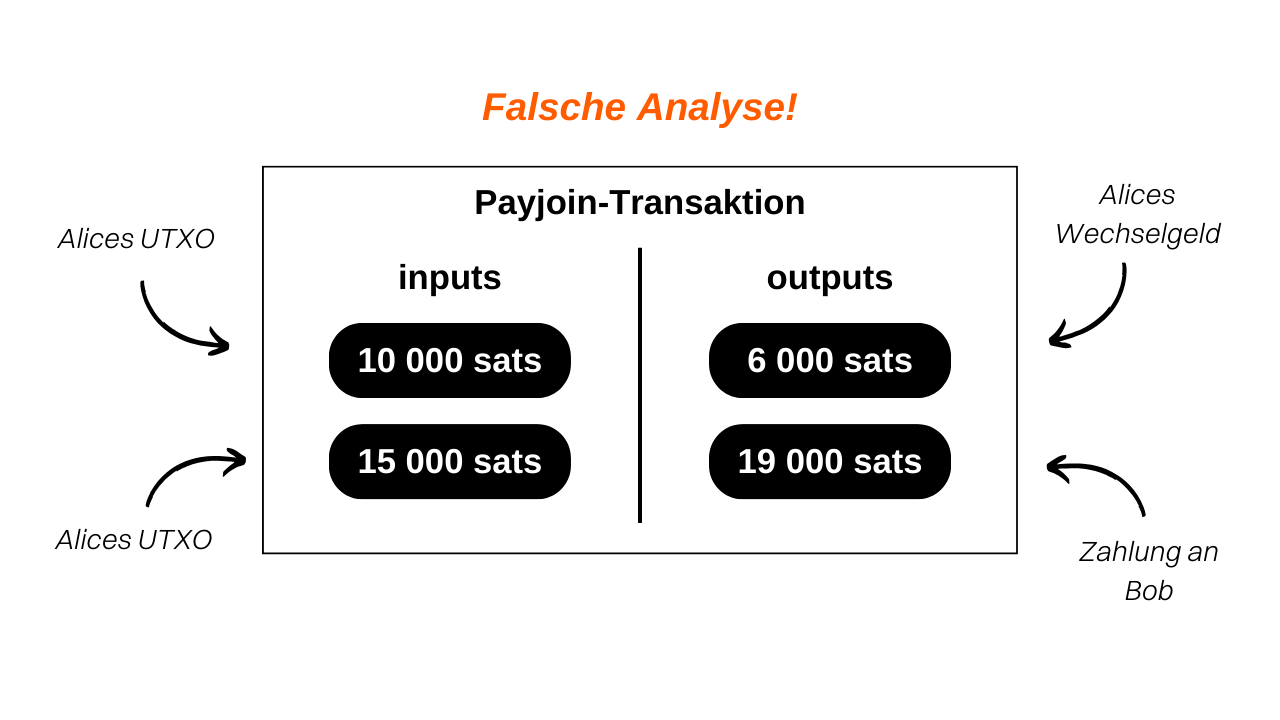 Falsche Analyse!
Payjoin-Transaktion
Alices UTXO
Alices
Wechselgeld
inputs
outputs
10 000 sats
6 000 sats
15 000 sats
19 000 sats
Alices UTXO
Zahlung an
Bob